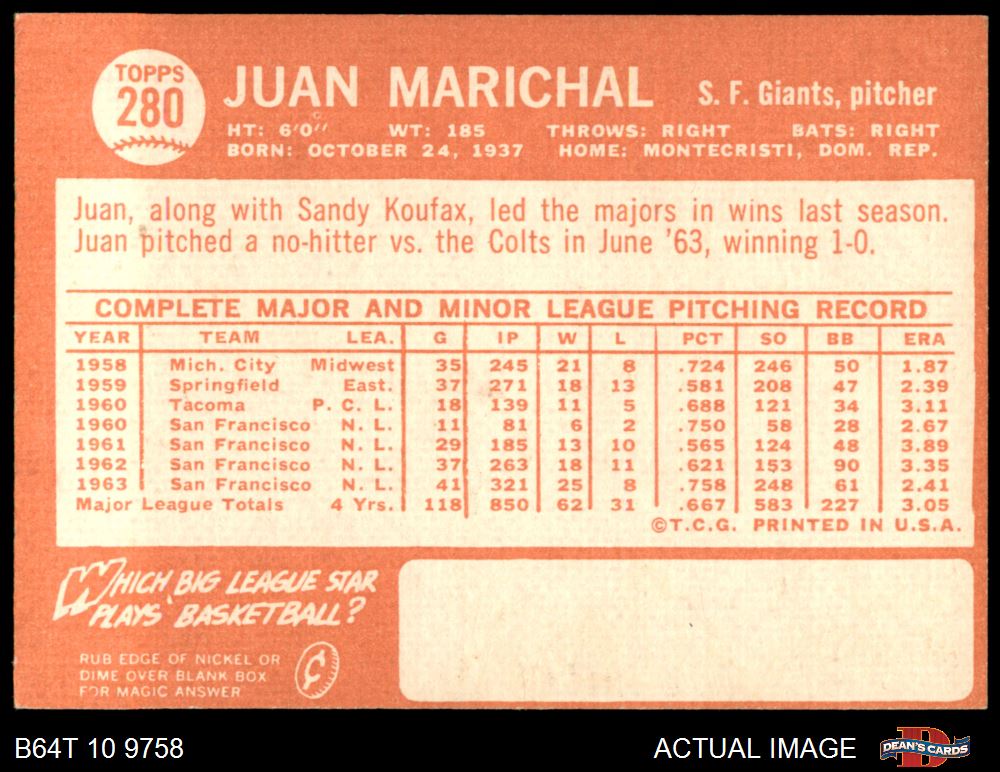 TOPPS
280
JUAN MARICHAL S. F. Giants, pitcher
HT: 6'0" WT: 185 THROWS: RIGHT BATS: RIGHT
BORN: OCTOBER 24, 1937 HOME: MONTECRISTI, DOM. REP.
Juan, along with Sandy Koufax, led the majors in wins last season.
Juan pitched a no-hitter vs. the Colts in June '63, winning 1-0.
COMPLETE MAJOR AND MINOR LEAGUE PITCHING RECORD
YEAR TEAM LEA. G IP W L PCT SO BB ERA
1958 Mich. City Midwest 35 245 21 8 .724 246 50 1.87
1959 Springfield East. 37 271 18 13 .581 208 47 2.39
1960 Tacoma P. C. L. 18 139 11 5 .688 121 34 3.11
1960 San Francisco N. L. 11 81 6 2 .750 58 28 2.67
1961 San Francisco N. L. 29 185 13 10 .565 124 48 3.89
1962 San Francisco N. L. 37 263 18 11 .621 153 90 3.35
1963 San Francisco N. L. 41 321 25 8 .758 248 61 2.41
Major League Totals 4 Yrs. 118 850 62 31 .667 583 227 3.05
©T.C.G. PRINTED IN U.S.A.
WHICH BIG LEAGUE STAR
PLAYS BASKETBALL?
RUB EDGE OF NICKEL OR
DIME OVER BLANK BOX
FOR MAGIC ANSWER
¢
B64T 10 9758 ACTUAL IMAGE DEAN'S CARDS